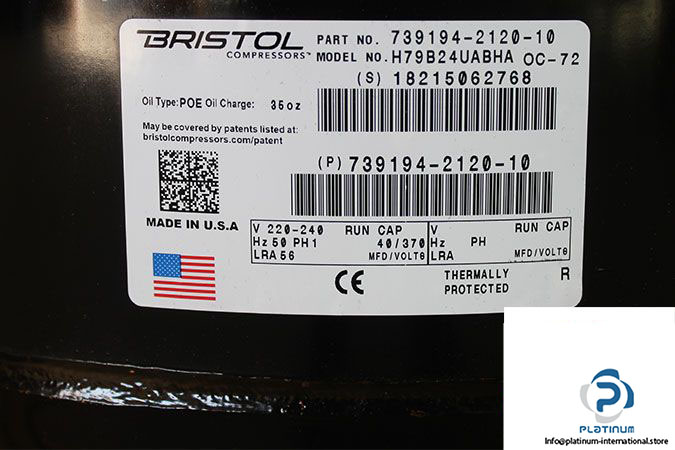 BRISTOL
COMPRESSORS™
PART NO. 739194-2120-10
MODEL NO. H79B24UABHA OC-72
(S) 18215062768
Oil Type: POE Oil Charge: 35oz
May be covered by patents listed at:
bristolcompressors.com/patent
(P) 739194-2120-10
MADE IN U.S.A
V 220-240 RUN CAP
Hz 50 PH 1 40/370
LRA 56 MFD/VOLTS
V RUN CAP
Hz PH
LRA MFD/VOLTS
CE
THERMALLY
PROTECTED
R
PLATINUM
Info@platinum-international.store